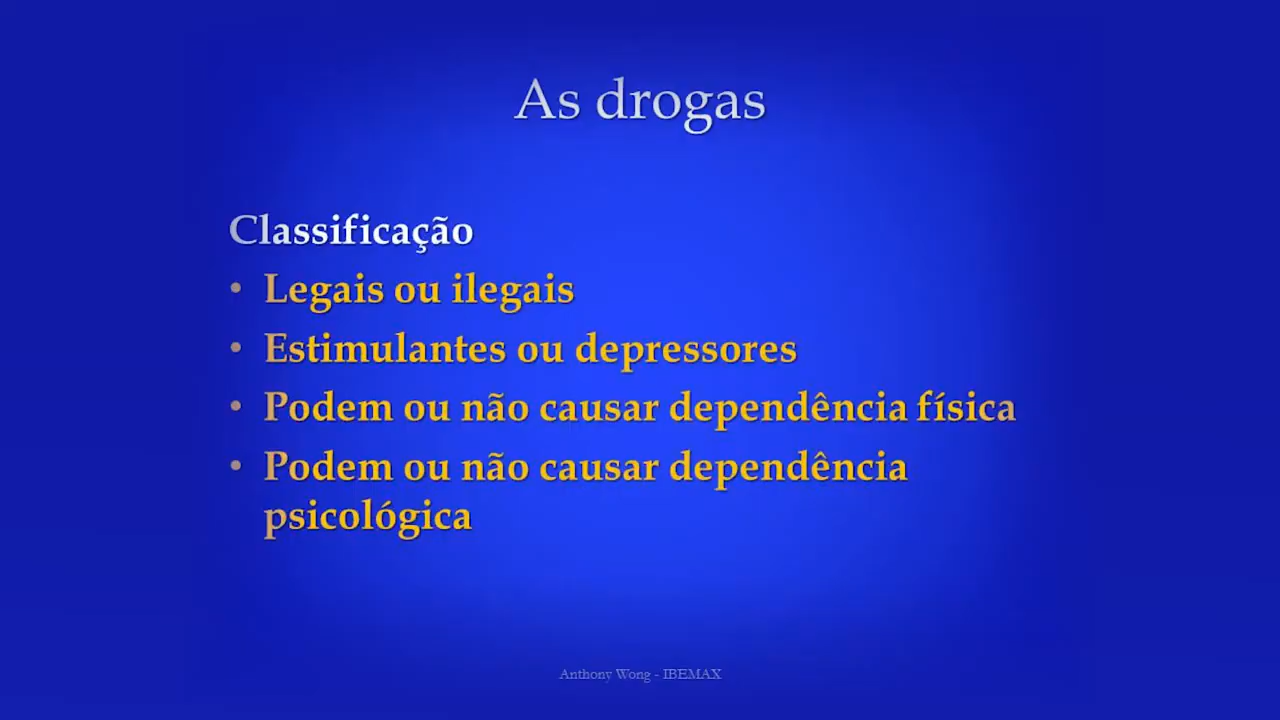 As drogas
Classificação
• Legais ou ilegais
• Estimulantes ou depressores
• Podem ou não causar dependência física
• Podem ou não causar dependência
psicológica
Anthony Wong - IBEMAX